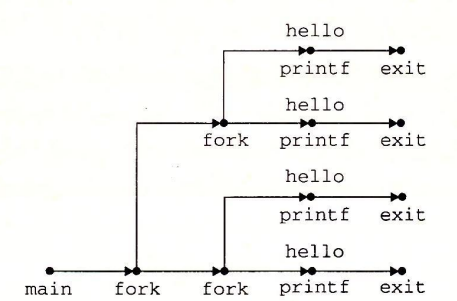 hello
printf exit
hello
fork printf exit
hello
printf exit
hello
main fork fork printf exit